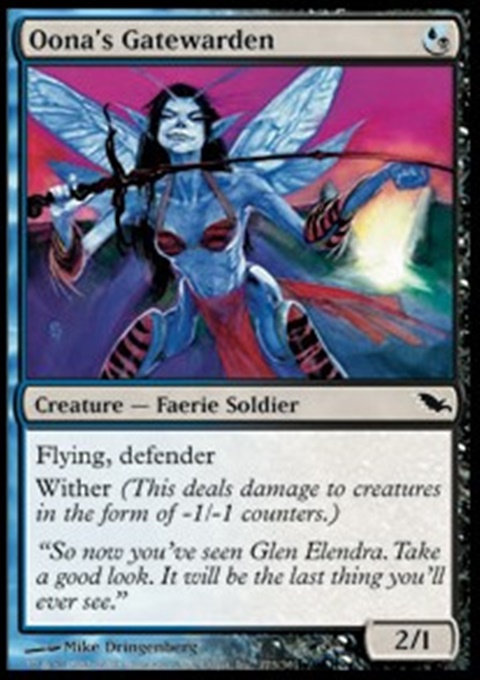 Oona's Gatewarden
Creature — Faerie Soldier
Flying, defender
Wither (This deals damage to creatures
in the form of -1/-1 counters.)
“So now you've seen Glen Elendra. Take
a good look. It will be the last thing you'll
ever see.”
Mike Dringenberg
2/1